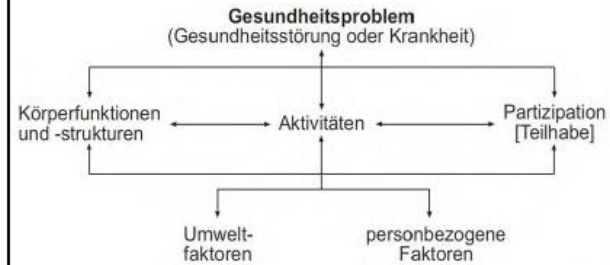 Gesundheitsproblem
(Gesundheitsstörung oder Krankheit)
Körperfunktionen
und -strukturen
Aktivitäten
Partizipation
[Teilhabe]
Umwelt-
faktoren
personbezogene
Faktoren